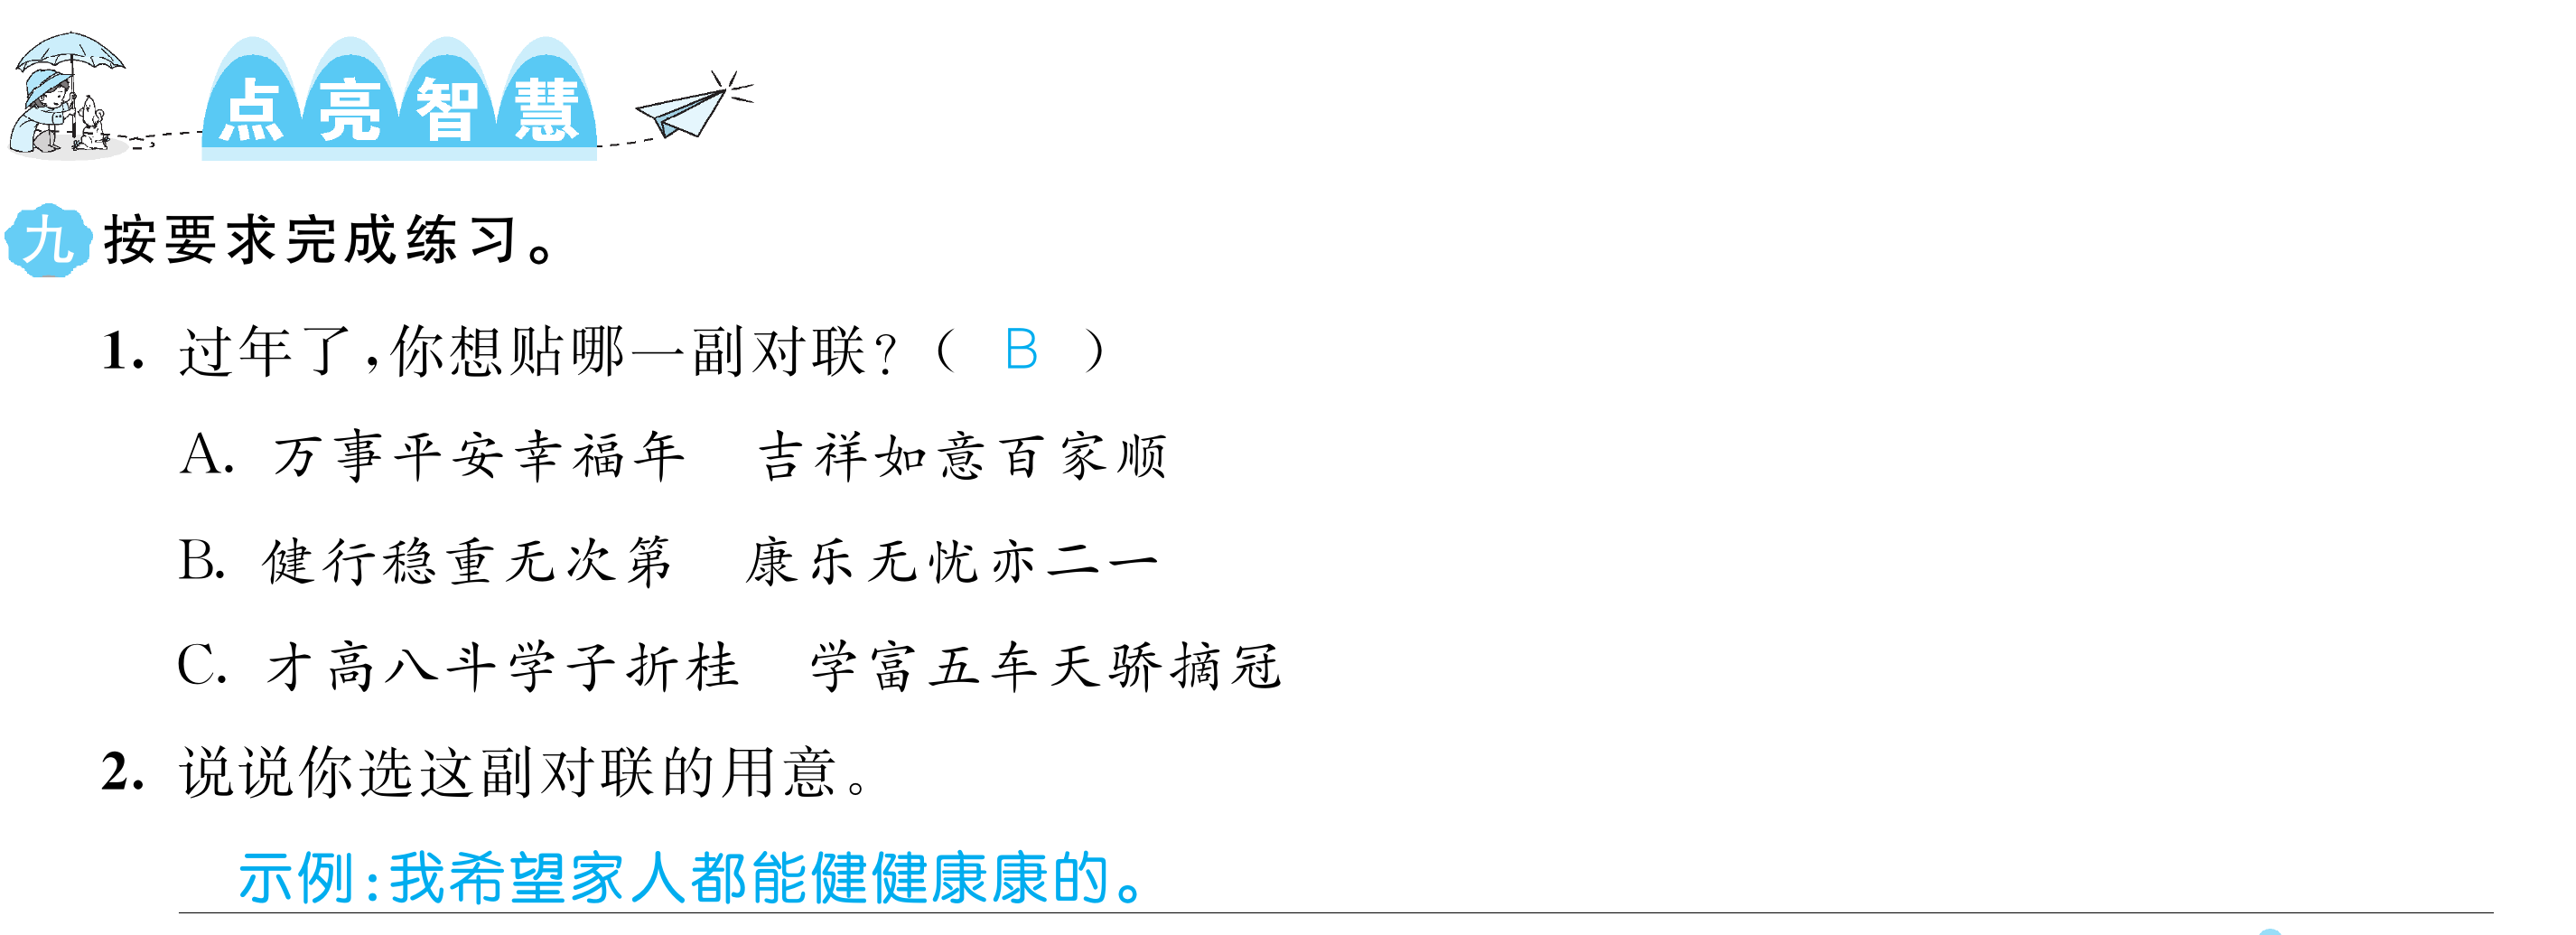 点亮智慧
九 按要求完成练习。
1. 过年了,你想贴哪一副对联?( B )
A. 万事平安幸福年 吉祥如意百家顺
B. 健行稳重无次第 康乐无忧亦二一
C. 才高八斗学子折桂 学富五车天骄摘冠
2. 说说你选这副对联的用意。
示例:我希望家人都能健健康康的。